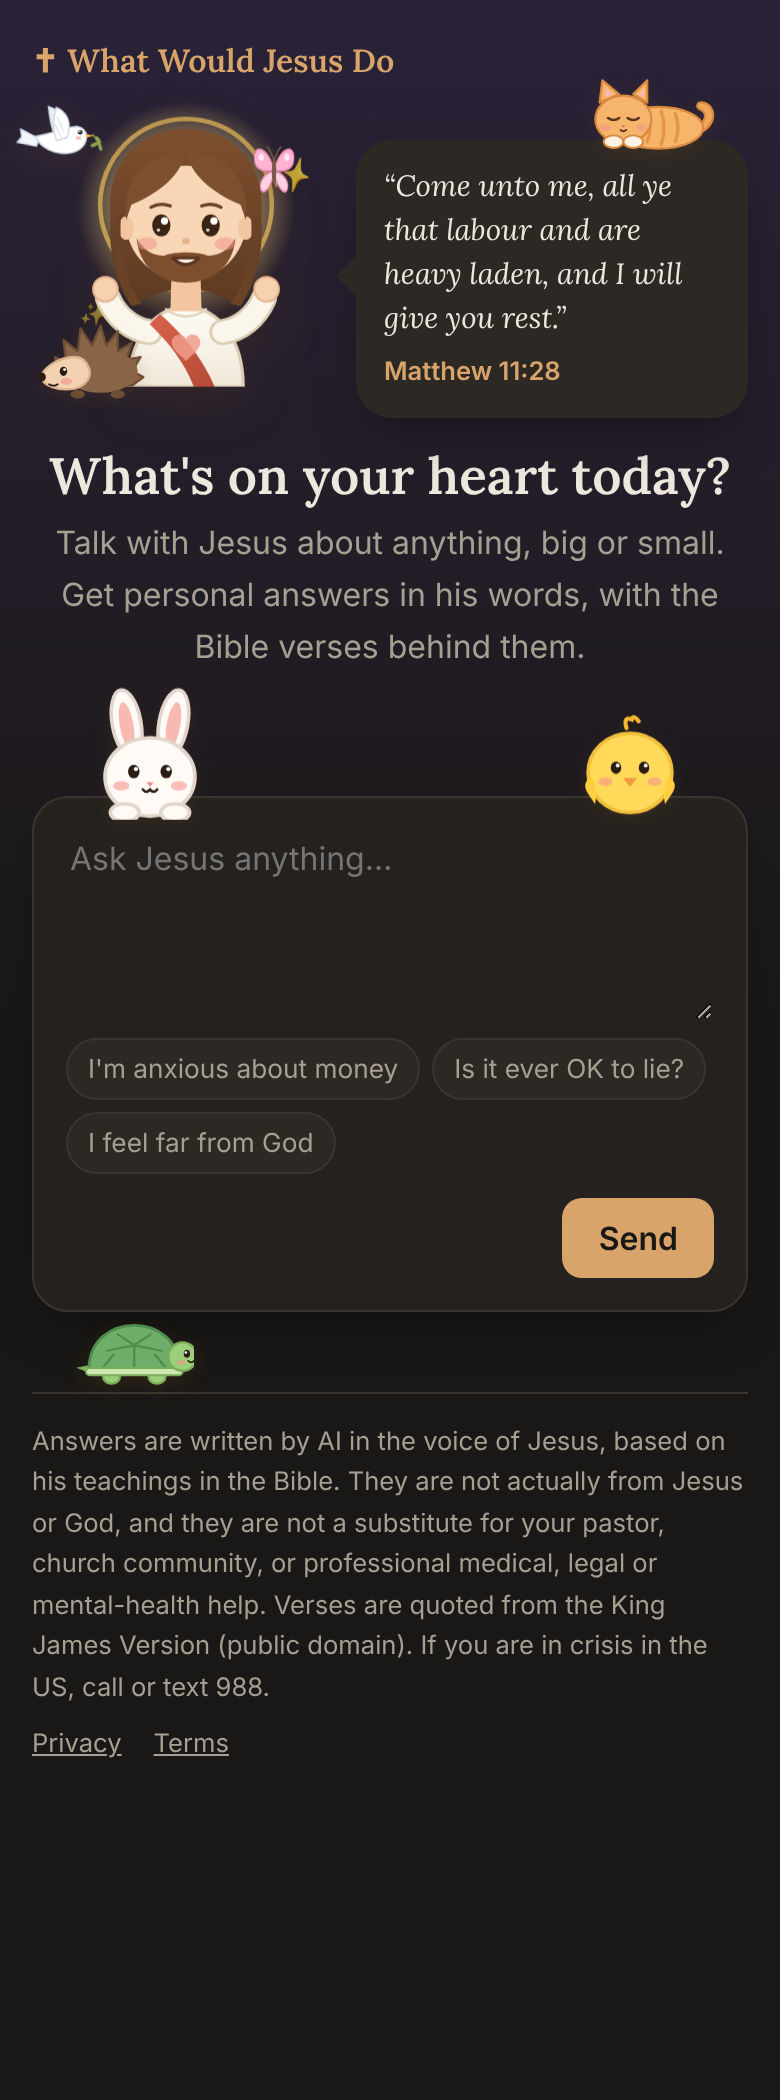 ✝ What Would Jesus Do
“Come unto me, all ye
that labour and are
heavy laden, and I will
give you rest.”
Matthew 11:28
What's on your heart today?
Talk with Jesus about anything, big or small.
Get personal answers in his words, with the
Bible verses behind them.
Ask Jesus anything...
I'm anxious about money
Is it ever OK to lie?
I feel far from God
Send
Answers are written by AI in the voice of Jesus, based on
his teachings in the Bible. They are not actually from Jesus
or God, and they are not a substitute for your pastor,
church community, or professional medical, legal or
mental-health help. Verses are quoted from the King
James Version (public domain). If you are in crisis in the
US, call or text 988.
Privacy Terms